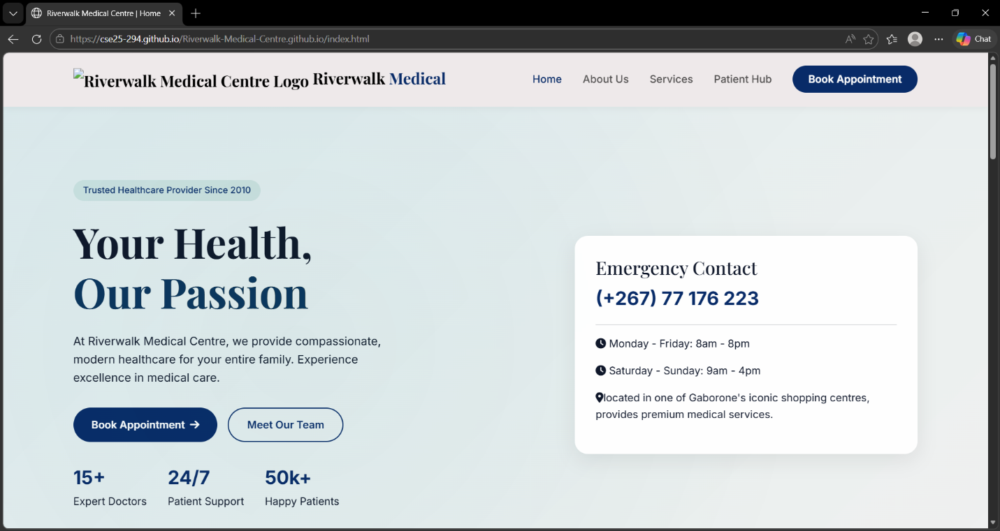 Riverwalk Medical Centre | Home
https://cse25-294.github.io/Riverwalk-Medical-Centre.github.io/index.html
Chat
Riverwalk Medical Centre Logo Riverwalk Medical
Home
About Us
Services
Patient Hub
Book Appointment
Trusted Healthcare Provider Since 2010
Your Health,
Our Passion
At Riverwalk Medical Centre, we provide compassionate,
modern healthcare for your entire family. Experience
excellence in medical care.
Book Appointment →
Meet Our Team
15+
Expert Doctors
24/7
Patient Support
50k+
Happy Patients
Emergency Contact
(+267) 77 176 223
Monday - Friday: 8am - 8pm
Saturday - Sunday: 9am - 4pm
located in one of Gaborone's iconic shopping centres,
provides premium medical services.